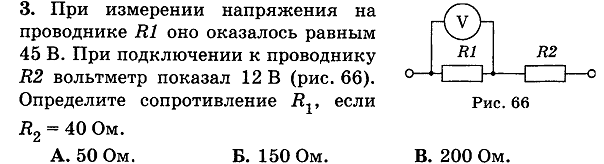 3. При измерении напряжения на
проводнике R1 оно оказалось равным
45 В. При подключении к проводнику
R2 вольтметр показал 12 В (рис. 66).
Определите сопротивление R₁, если
R₂ = 40 Ом.
V
R1 R2
Рис. 66
А. 50 Ом. Б. 150 Ом. В. 200 Ом.